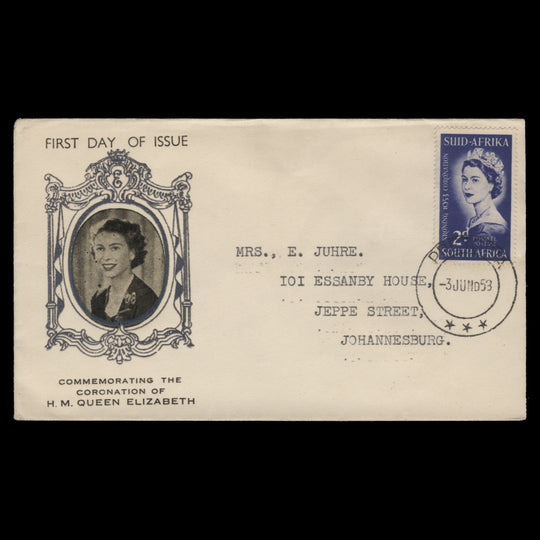 FIRST DAY OF ISSUE
E
COMMEMORATING THE
CORONATION OF
H. M. QUEEN ELIZABETH
SUID-AFRIKA
2d
SOUTH AFRICA
-3JUN53
MRS., E. JUHRE.
IOI ESSANBY HOUSE,
JEPPE STREET,
JOHANNESBURG.